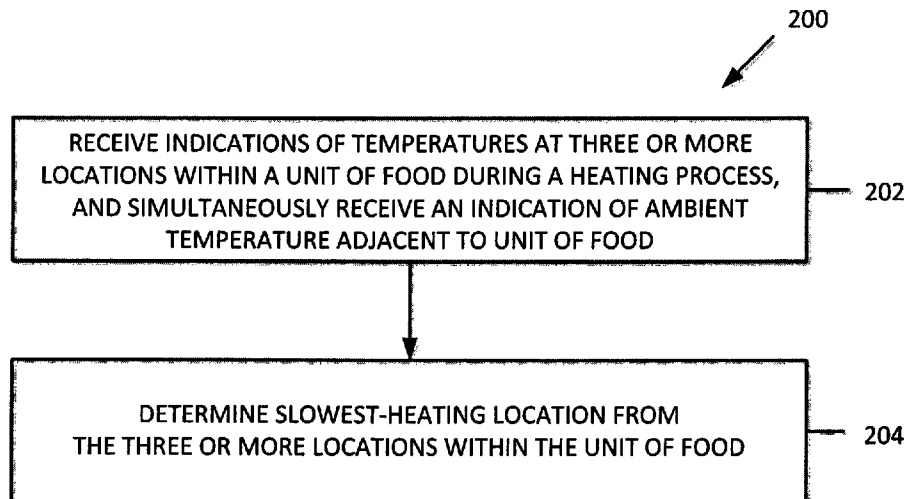 200
RECEIVE INDICATIONS OF TEMPERATURES AT THREE OR MORE
LOCATIONS WITHIN A UNIT OF FOOD DURING A HEATING PROCESS,
AND SIMULTANEOUSLY RECEIVE AN INDICATION OF AMBIENT
TEMPERATURE ADJACENT TO UNIT OF FOOD
202
DETERMINE SLOWEST-HEATING LOCATION FROM
THE THREE OR MORE LOCATIONS WITHIN THE UNIT OF FOOD
204